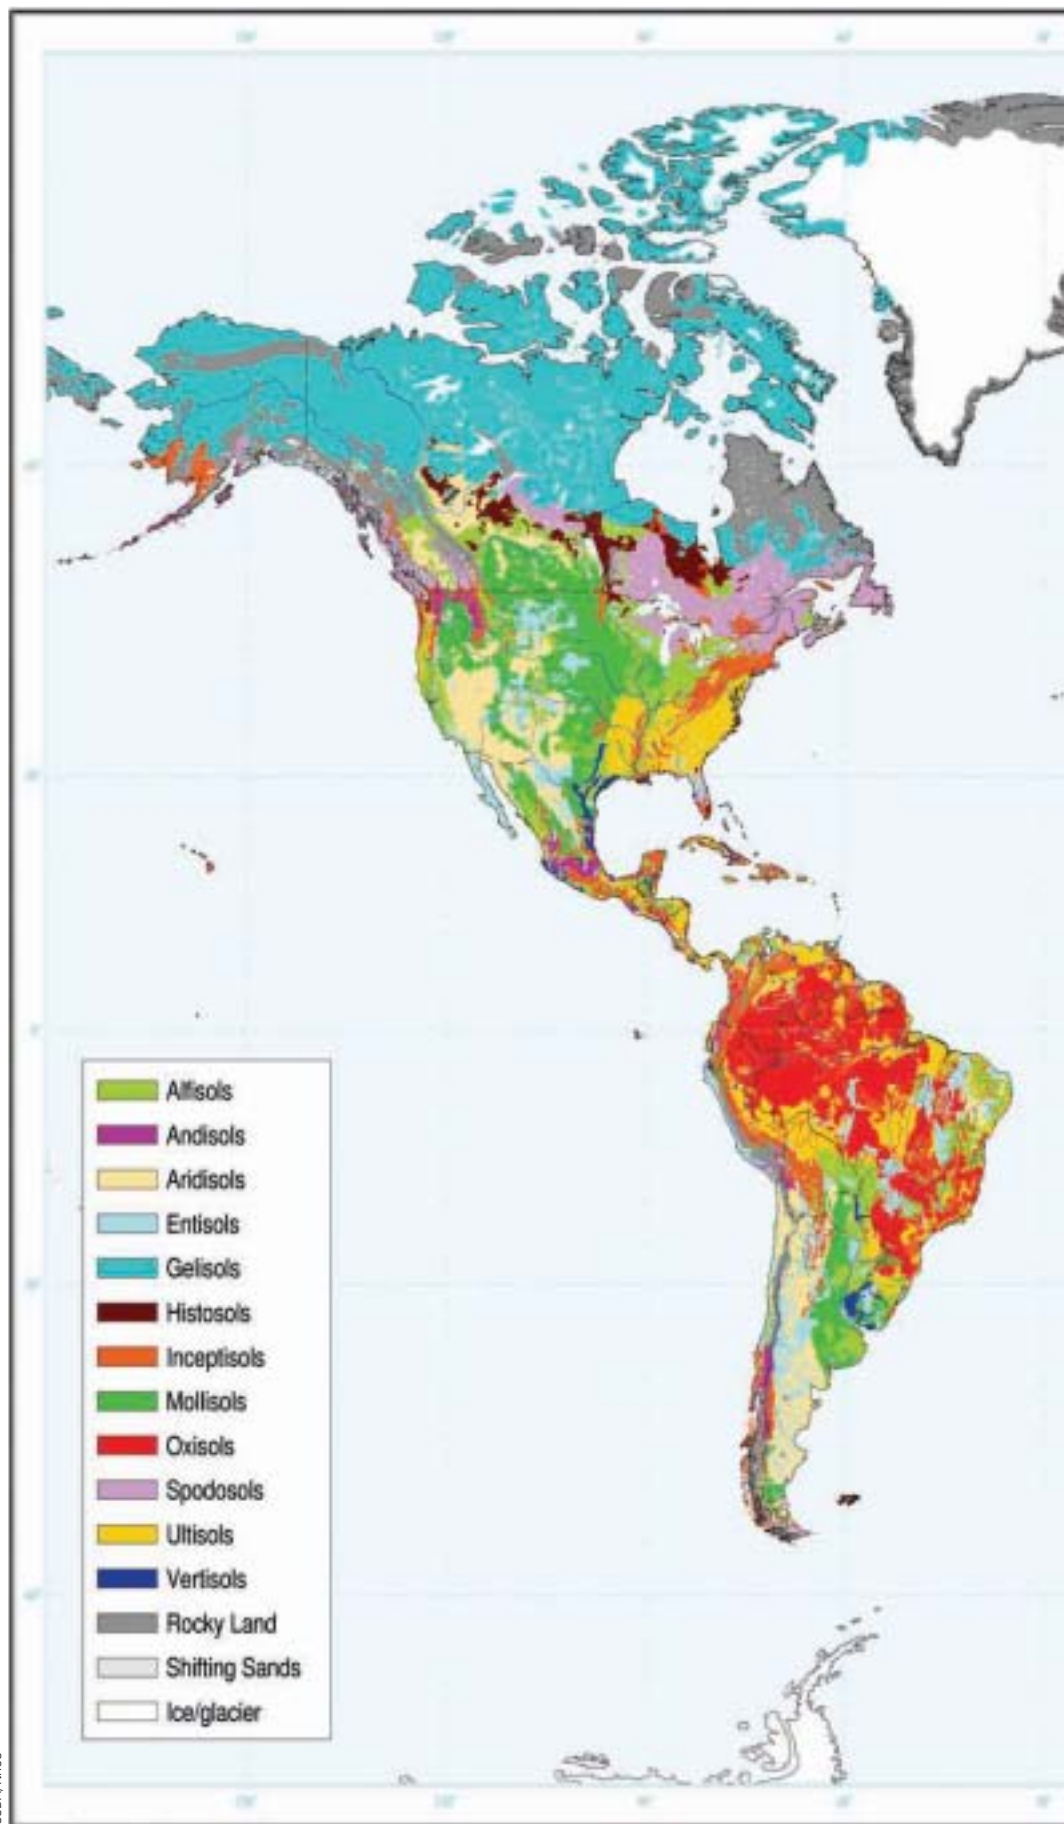 Alfisols
Andisols
Aridisols
Entisols
Gelisols
Histosols
Inceptisols
Mollisols
Oxisols
Spodosols
Ultisols
Vertisols
Rocky Land
Shifting Sands
Ice/glacier